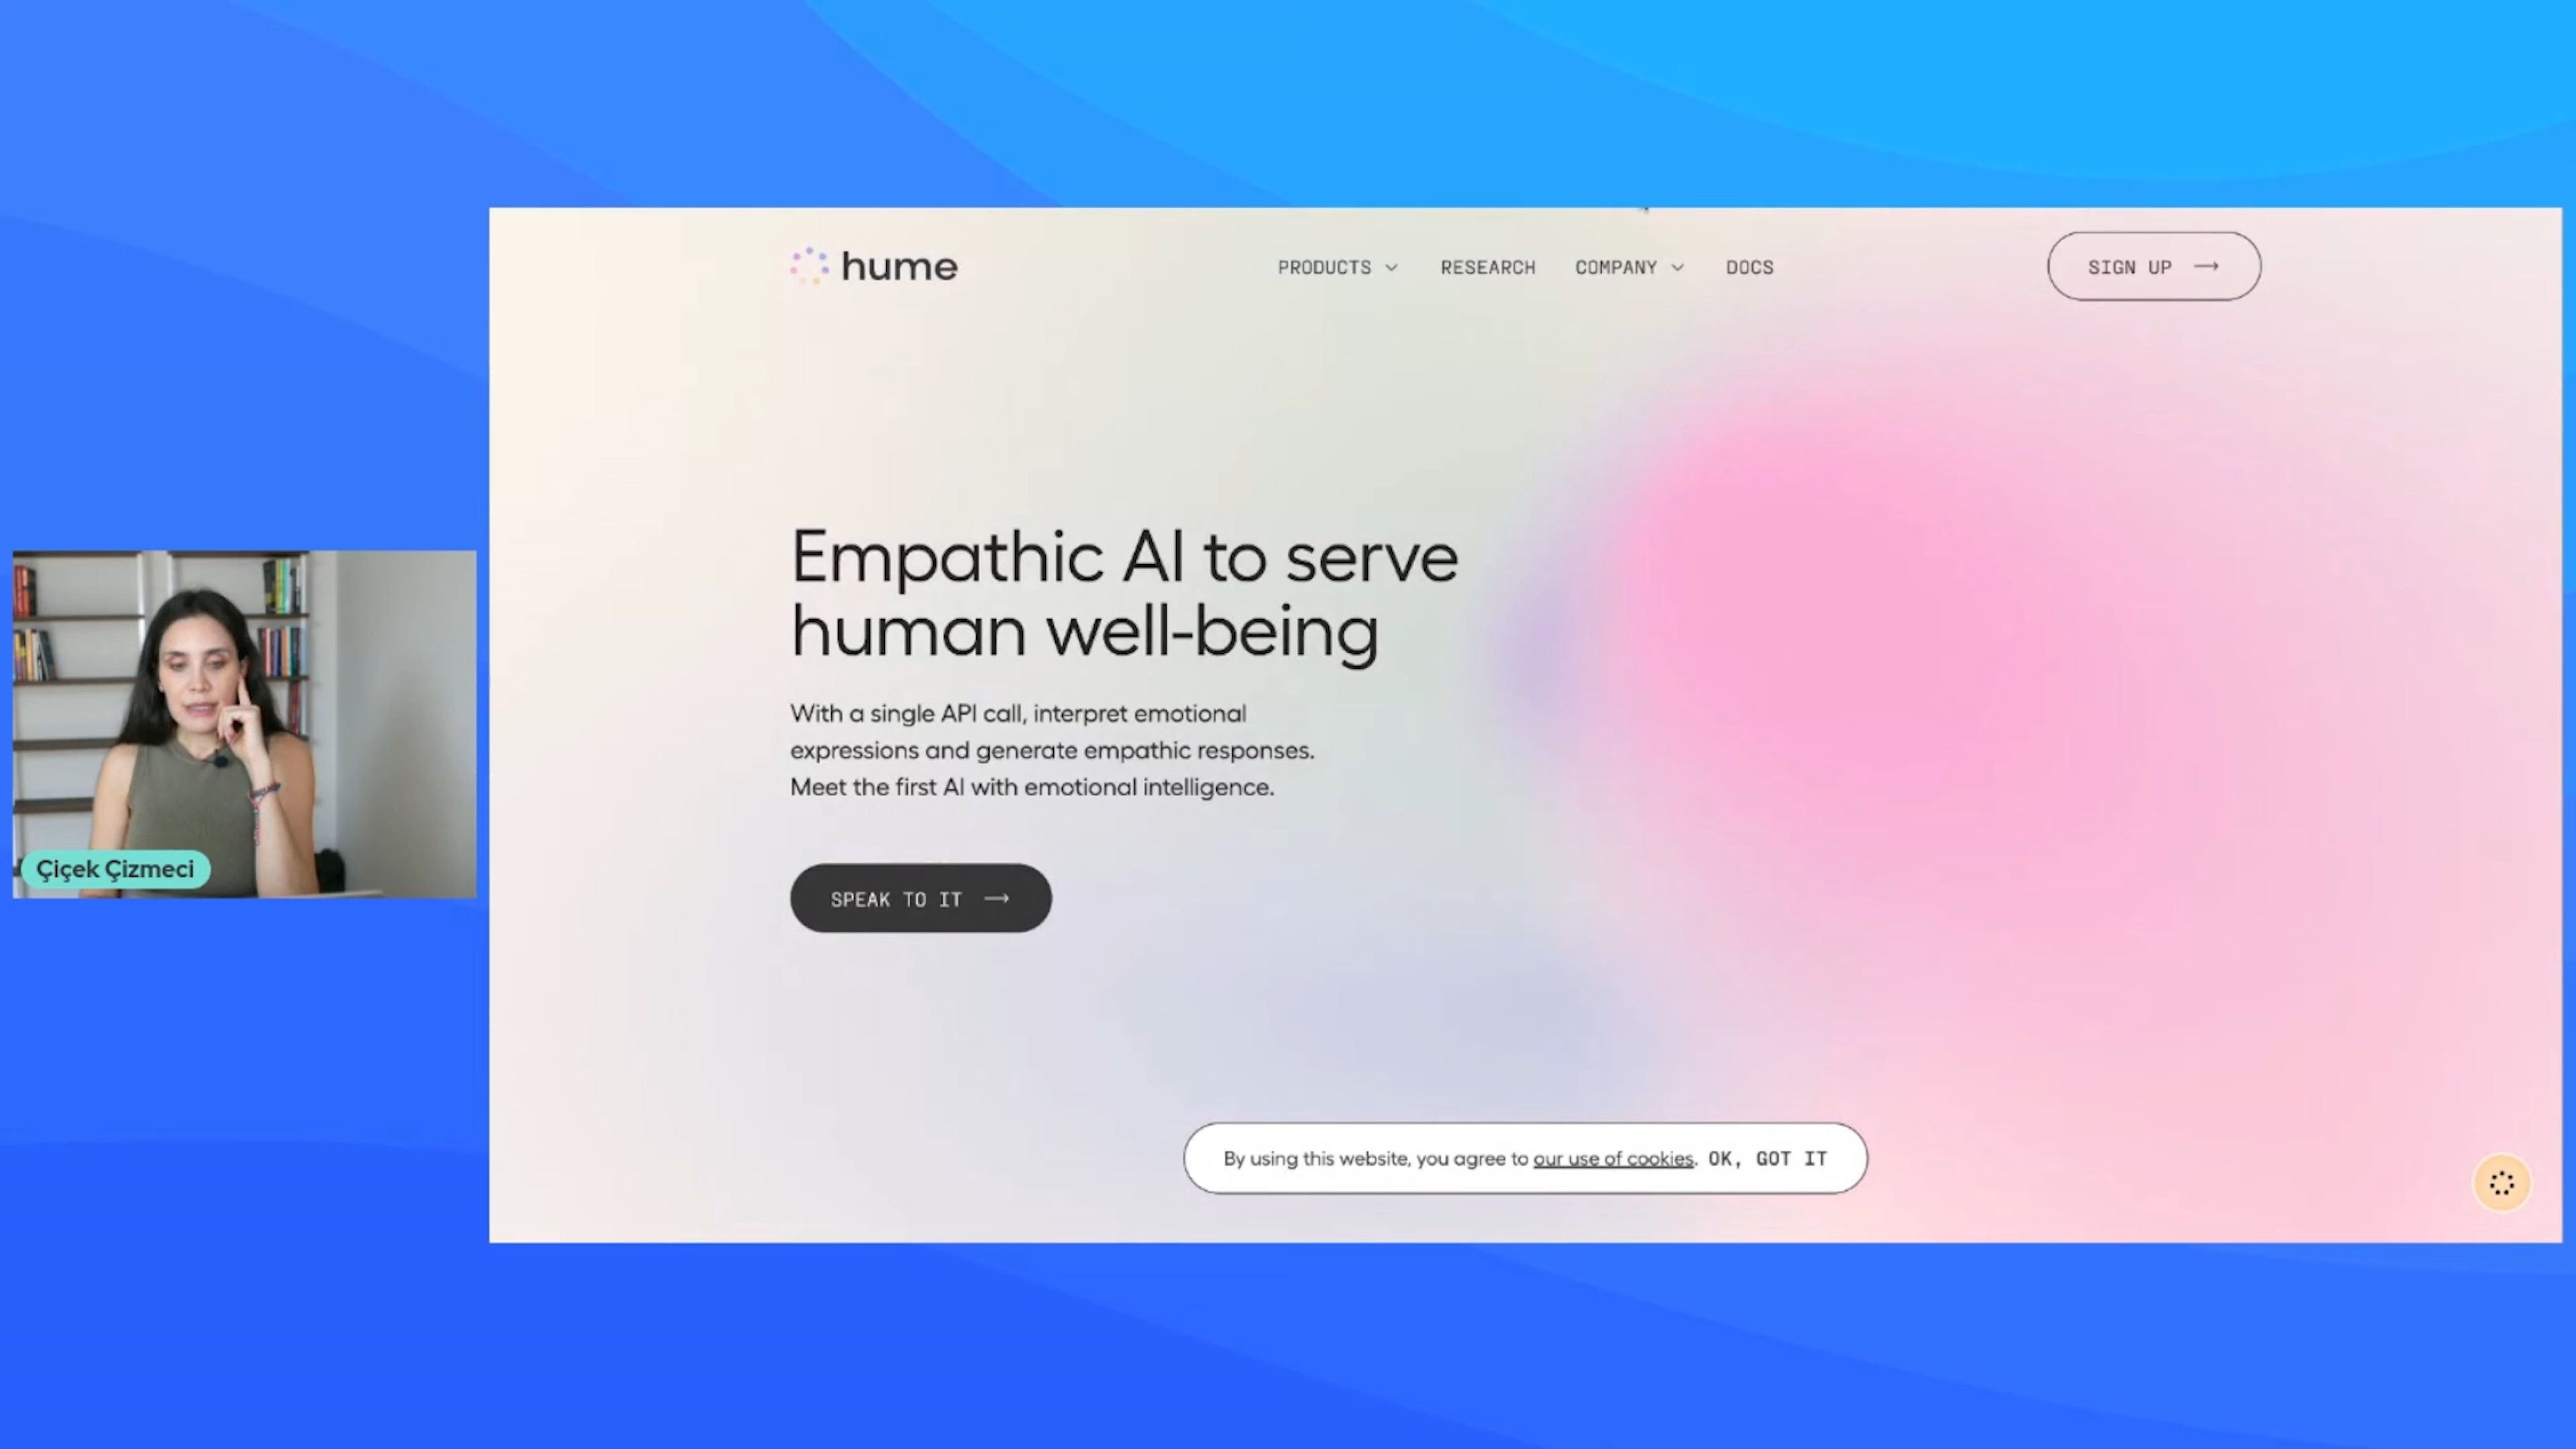 hume
PRODUCTS
RESEARCH
COMPANY
DOCS
SIGN UP
Empathic AI to serve
human well-being
With a single API call, interpret emotional
expressions and generate empathic responses.
Meet the first AI with emotional intelligence.
SPEAK TO IT
Çiçek Çizmeci
By using this website, you agree to our use of cookies. OK, GOT IT